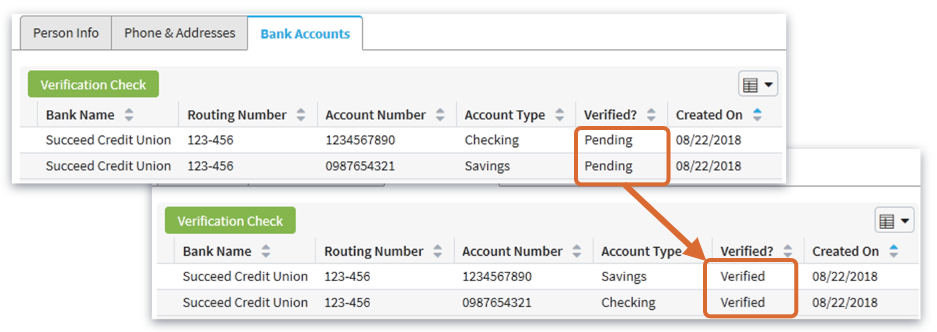 Person Info Phone & Addresses Bank Accounts
Verification Check
Bank Name Routing Number Account Number Account Type Verified? Created On
Succeed Credit Union 123-456 1234567890 Checking Pending 08/22/2018
Succeed Credit Union 123-456 0987654321 Savings Pending 08/22/2018
Verification Check
Bank Name Routing Number Account Number Account Type Verified? Created On
Succeed Credit Union 123-456 1234567890 Savings Verified 08/22/2018
Succeed Credit Union 123-456 0987654321 Checking Verified 08/22/2018